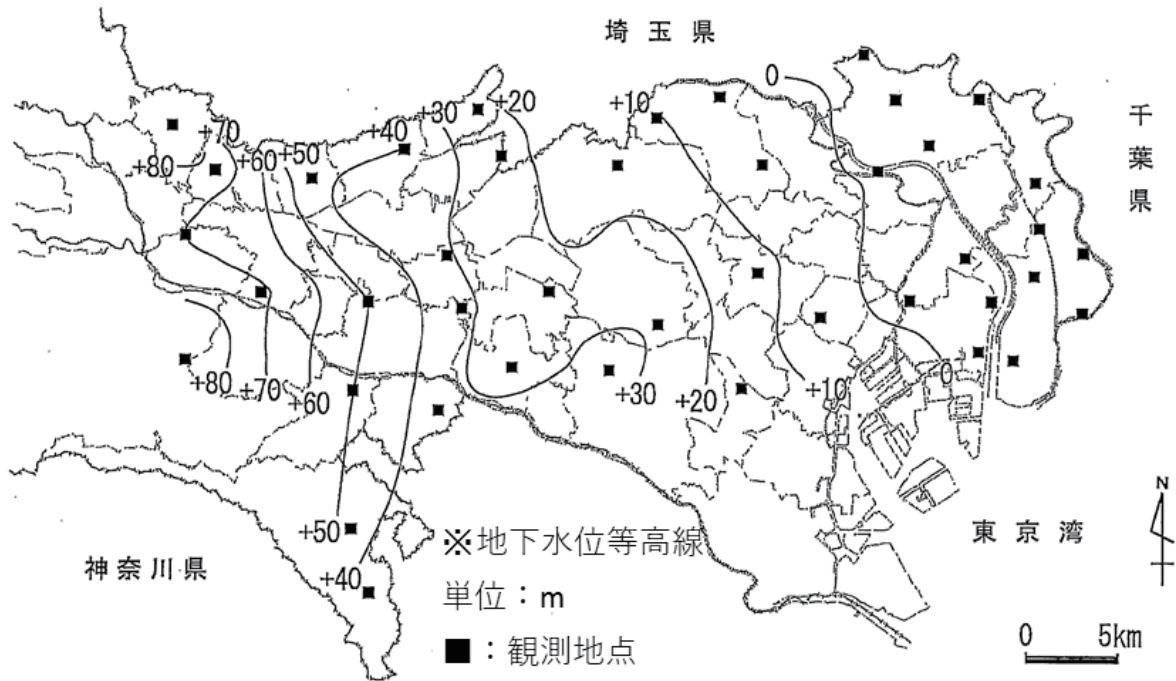 埼玉県
千葉県
0
+10
+20
+30
+40
+70
+80
+60
+50
+80
+70
+60
+30
+20
+10
0
+50
+40
神奈川県
東京湾
N
※地下水位等高線
単位：m
■：観測地点
0 5km